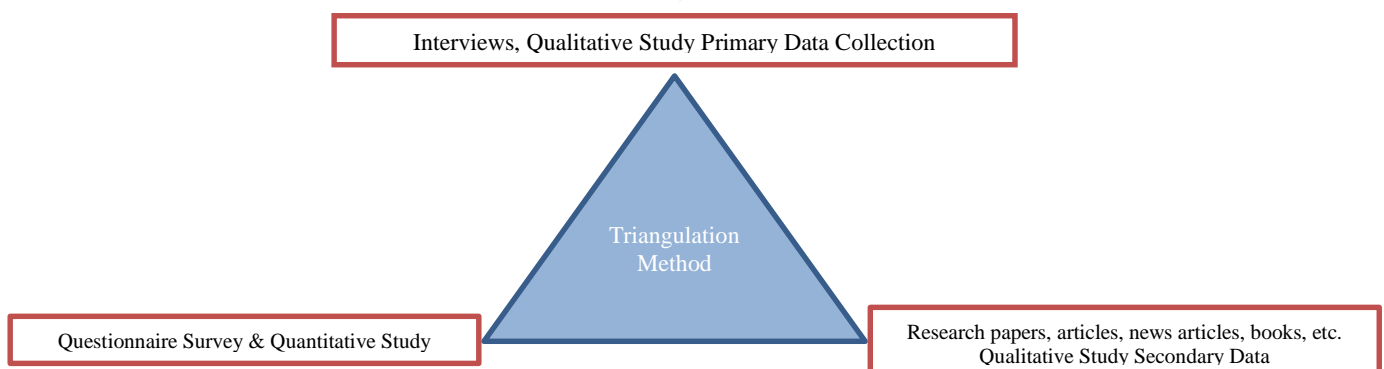 Interviews, Qualitative Study Primary Data Collection
Triangulation
Method
Questionnaire Survey & Quantitative Study
Research papers, articles, news articles, books, etc.
Qualitative Study Secondary Data